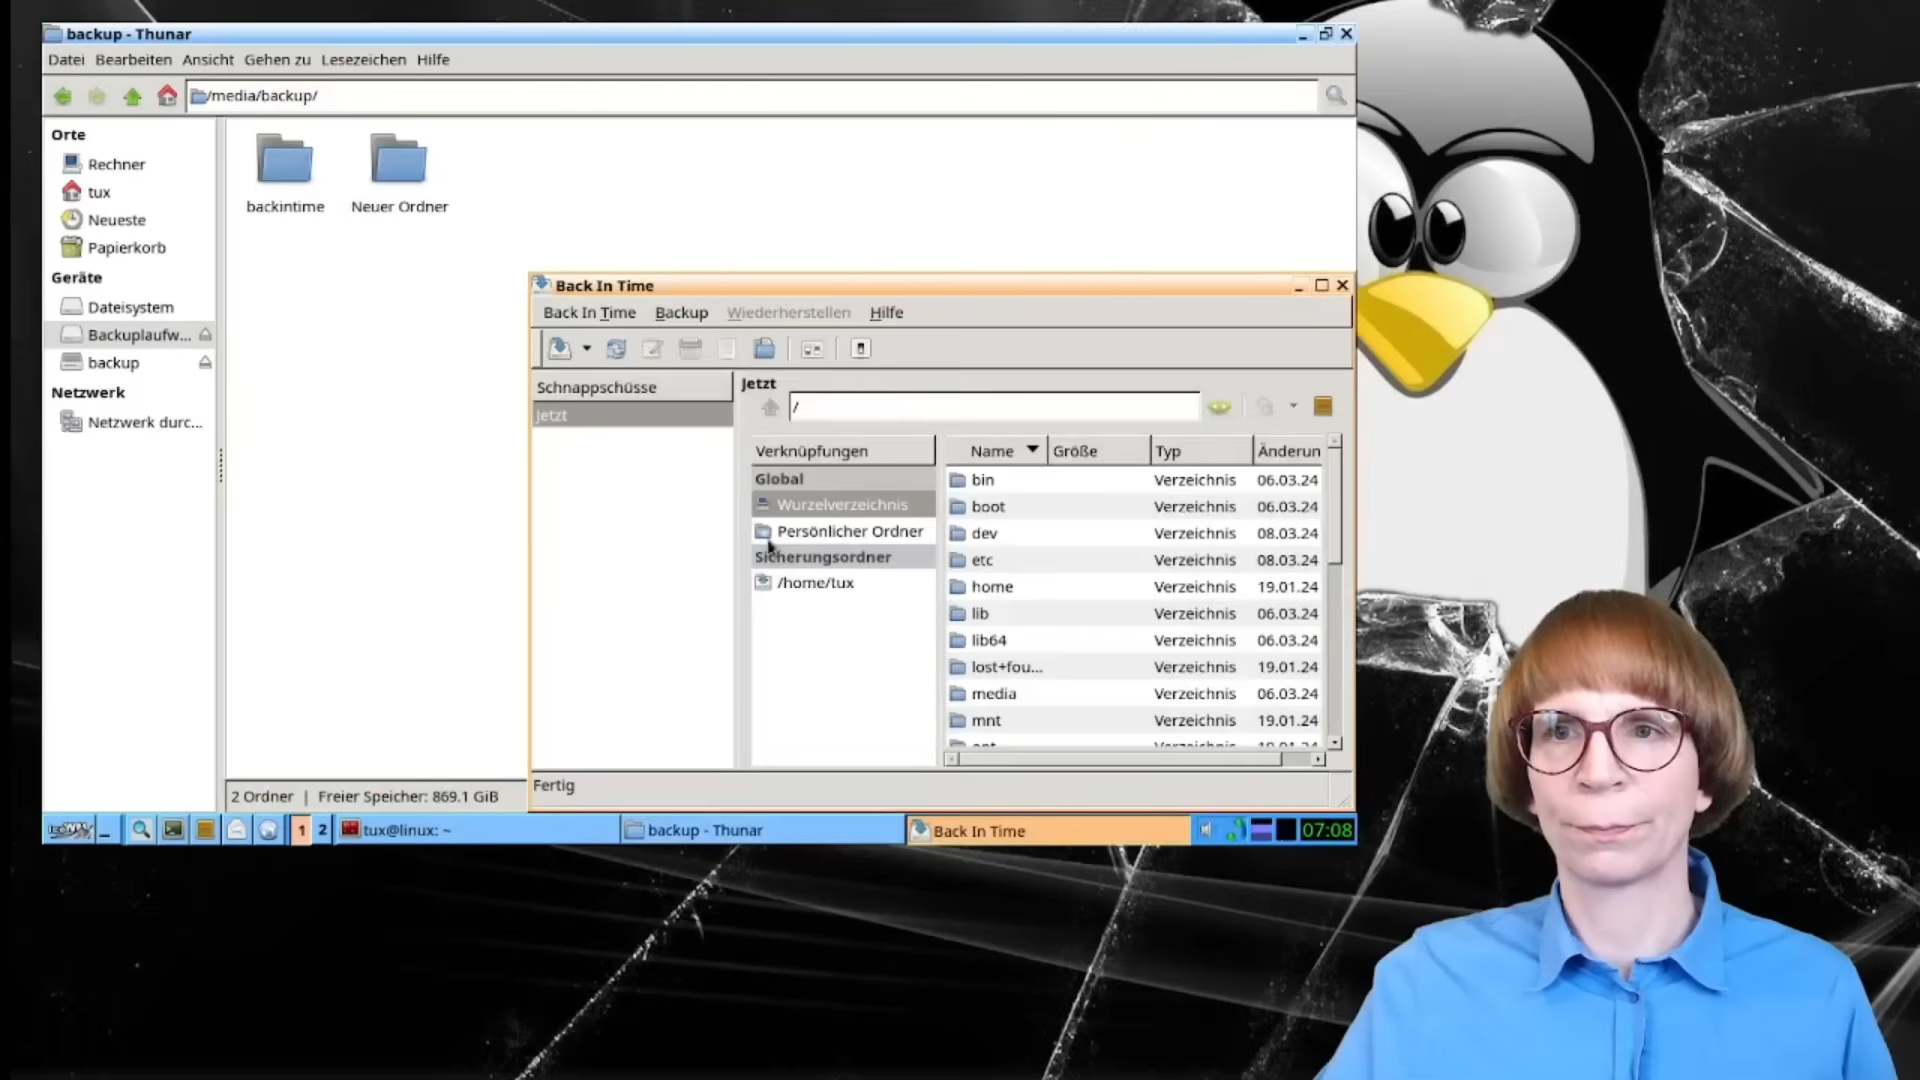 backup - Thunar
Datei Bearbeiten Ansicht Gehen zu Lesezeichen Hilfe
/media/backup/
Orte
Rechner
tux
Neueste
Papierkorb
Geräte
Dateisystem
Backuplaufw...
backup
Netzwerk
Netzwerk durc...
backintime
Neuer Ordner
2 Ordner | Freier Speicher: 869.1 GiB
Back In Time
Back In Time Backup Wiederherstellen Hilfe
Schnappschüsse
Jetzt
Jetzt
/
Verknüpfungen
Global
Wurzelverzeichnis
Persönlicher Ordner
Sicherungsordner
/home/tux
Name Größe Typ Änderun
bin Verzeichnis 06.03.24
boot Verzeichnis 06.03.24
dev Verzeichnis 08.03.24
etc Verzeichnis 08.03.24
home Verzeichnis 19.01.24
lib Verzeichnis 06.03.24
lib64 Verzeichnis 06.03.24
lost+fou... Verzeichnis 19.01.24
media Verzeichnis 06.03.24
mnt Verzeichnis 19.01.24
Fertig
1 2 tux@linux: ~ backup - Thunar Back In Time 07:08